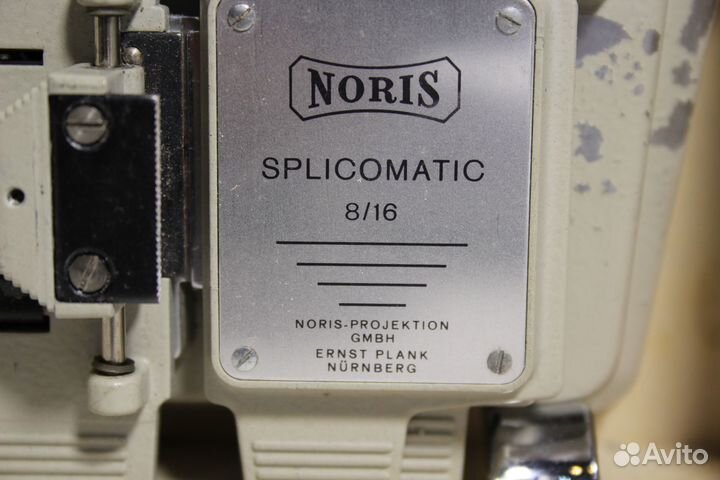 NORIS
SPLICOMATIC
8/16
NORIS-PROJEKTION
GMBH
ERNST PLANK
NÜRNBERG
Avito